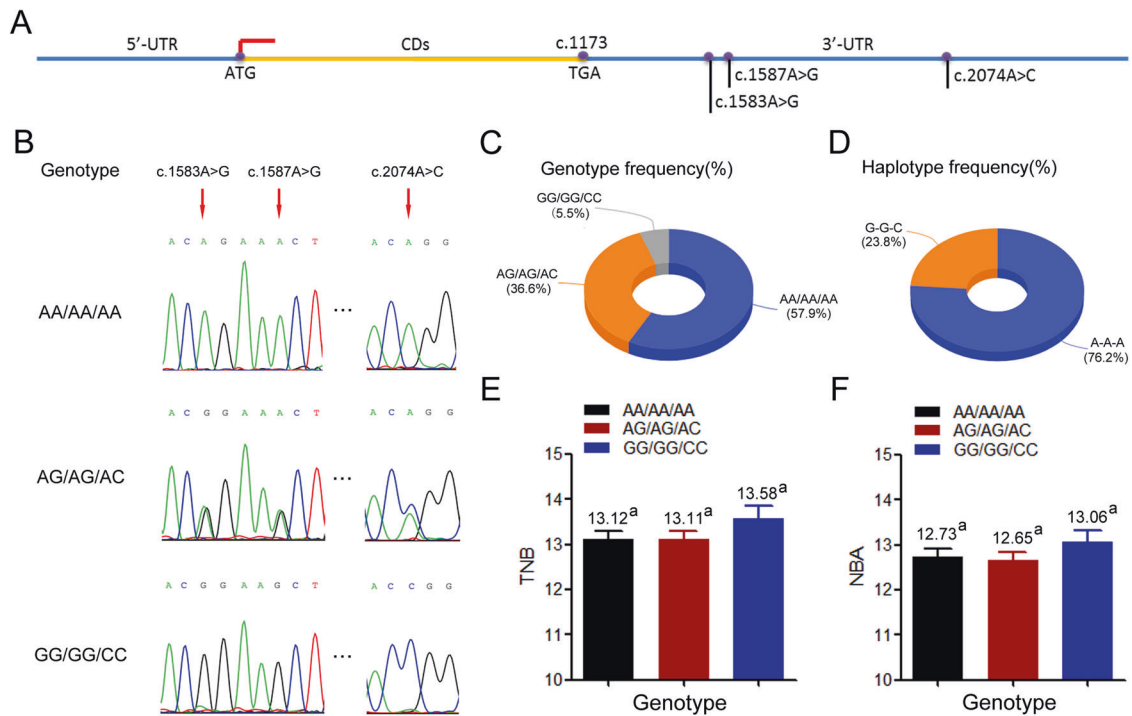 A
5'-UTR
CDs
c.1173
3'-UTR
ATG
TGA
c.1587A>G
c.2074A>C
c.1583A>G
B
Genotype
c.1583A>G
c.1587A>G
c.2074A>C
A C A G A A A C T
A C A G G
AA/AA/AA
...
A C G G A A A C T
A C A G G
AG/AG/AC
...
A C G G A A G C T
A C C G G
GG/GG/CC
...
C
Genotype frequency(%)
GG/GG/CC
(5.5%)
AG/AG/AC
(36.6%)
AA/AA/AA
(57.9%)
D
Haplotype frequency(%)
G-G-C
(23.8%)
A-A-A
(76.2%)
E
AA/AA/AA
AG/AG/AC
GG/GG/CC
15
14
13
12
11
10
TNB
13.12a
13.11a
13.58a
Genotype
F
AA/AA/AA
AG/AG/AC
GG/GG/CC
15
14
13
12
11
10
NBA
12.73a
12.65a
13.06a
Genotype